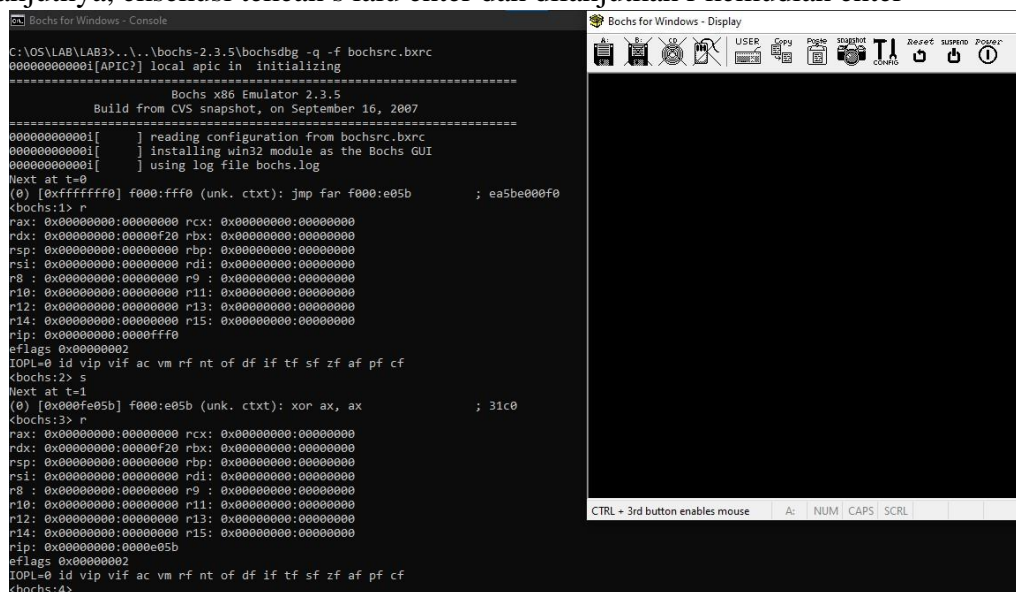 eksekusi
s lalu enter dan
Bochs for Windows - Console
C:\OS\LAB\LAB3>..\..\bochs-2.3.5\bochsdbg -q -f bochsrc.bxrc
00000000000i[APIC?] local apic in  initializing
========================================================================
Bochs x86 Emulator 2.3.5
Build from CVS snapshot, on September 16, 2007
========================================================================
00000000000i[     ] reading configuration from bochsrc.bxrc
00000000000i[     ] installing win32 module as the Bochs GUI
00000000000i[     ] using log file bochs.log
Next at t=0
(0) [0xfffffff0] f000:fff0 (unk. ctxt): jmp far f000:e05b          ; ea5be000f0
<bochs:1> r
rax: 0x00000000:00000000 rcx: 0x00000000:00000000
rdx: 0x00000000:00000f20 rbx: 0x00000000:00000000
rsp: 0x00000000:00000000 rbp: 0x00000000:00000000
rsi: 0x00000000:00000000 rdi: 0x00000000:00000000
r8 : 0x00000000:00000000 r9 : 0x00000000:00000000
r10: 0x00000000:00000000 r11: 0x00000000:00000000
r12: 0x00000000:00000000 r13: 0x00000000:00000000
r14: 0x00000000:00000000 r15: 0x00000000:00000000
rip: 0x00000000:0000fff0
eflags 0x00000002
IOPL=0 id vip vif ac vm rf nt of df if tf sf zf af pf cf
<bochs:2> s
Next at t=1
(0) [0x000fe05b] f000:e05b (unk. ctxt): xor ax, ax                 ; 31c0
<bochs:3> r
rax: 0x00000000:00000000 rcx: 0x00000000:00000000
rdx: 0x00000000:00000f20 rbx: 0x00000000:00000000
rsp: 0x00000000:00000000 rbp: 0x00000000:00000000
rsi: 0x00000000:00000000 rdi: 0x00000000:00000000
r8 : 0x00000000:00000000 r9 : 0x00000000:00000000
r10: 0x00000000:00000000 r11: 0x00000000:00000000
r12: 0x00000000:00000000 r13: 0x00000000:00000000
r14: 0x00000000:00000000 r15: 0x00000000:00000000
rip: 0x00000000:0000e05b
eflags 0x00000002
IOPL=0 id vip vif ac vm rf nt of df if tf sf zf af pf cf
<bochs:4>
Bochs for Windows - Display
A: B: CD USER Copy Paste snapshot CONFIG Reset SUSPEND Power
CTRL + 3rd button enables mouse A: NUM CAPS SCRL